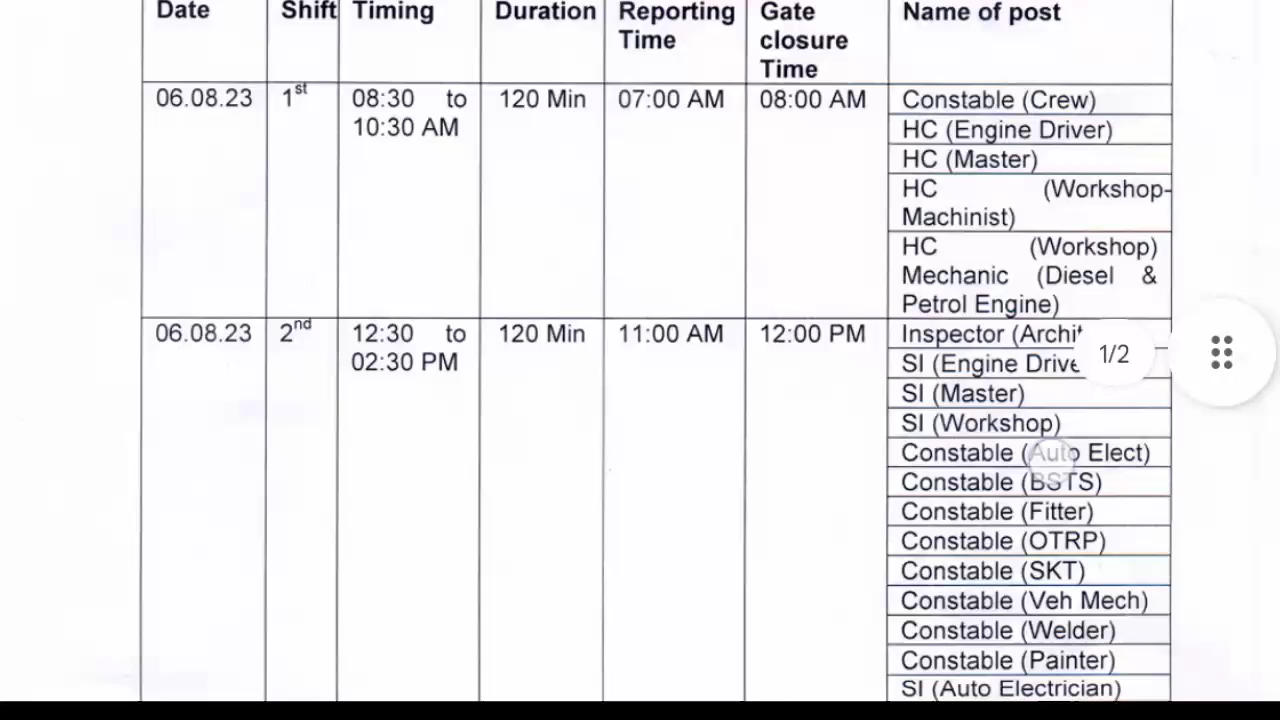 Date Shift Timing Duration Reporting Time Gate closure Time Name of post
06.08.23 1st 08:30 to 10:30 AM 120 Min 07:00 AM 08:00 AM Constable (Crew)
HC (Engine Driver)
HC (Master)
HC (Workshop-
Machinist)
HC (Workshop)
Mechanic (Diesel &
Petrol Engine)
06.08.23 2nd 12:30 to 02:30 PM 120 Min 11:00 AM 12:00 PM Inspector
SI (Engine
SI (Master)
SI (Workshop)
Constable (Auto Elect)
Constable (BSTS)
Constable (Fitter)
Constable (OTRP)
Constable (SKT)
Constable (Veh Mech)
Constable (Welder)
Constable (Painter)
SI (Auto Electrician)
1/2